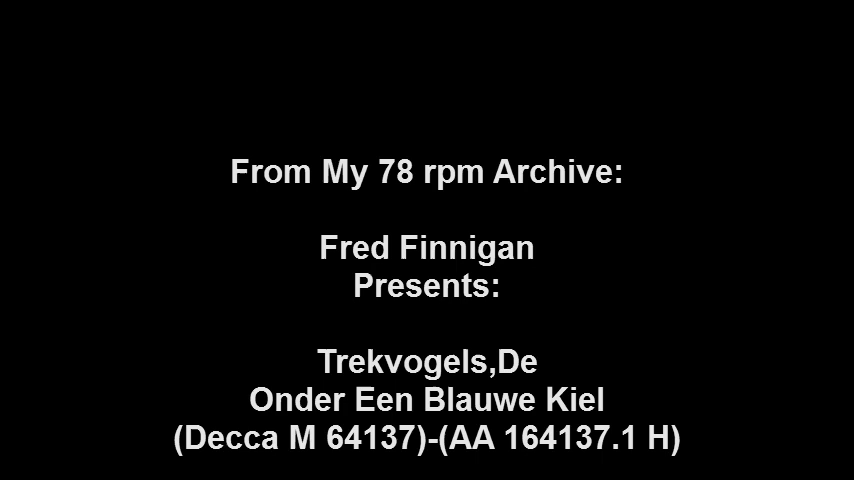 From My 78 rpm Archive:
Fred Finnigan
Presents:
Trekvogels,De
Onder Een Blauwe Kiel
(Decca M 64137)-(AA 164137.1 H)